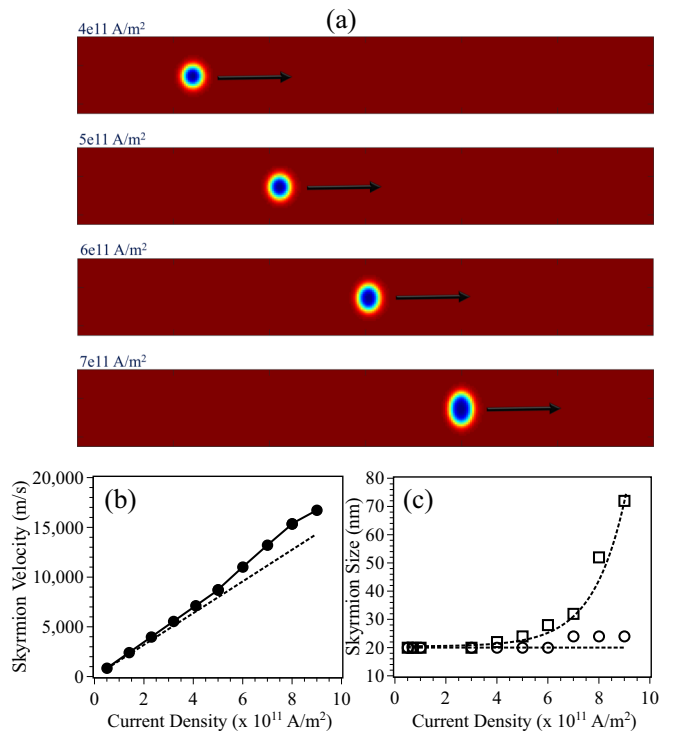 (a)
4e11 A/m²
5e11 A/m²
6e11 A/m²
7e11 A/m²
(b)
Skyrmion Velocity (m/s)
20,000
15,000
10,000
5,000
0
0 2 4 6 8 10
Current Density (x 10¹¹ A/m²)
(c)
Skyrmion Size (nm)
80
70
60
50
40
30
20
10
0 2 4 6 8 10
Current Density (x 10¹¹ A/m²)